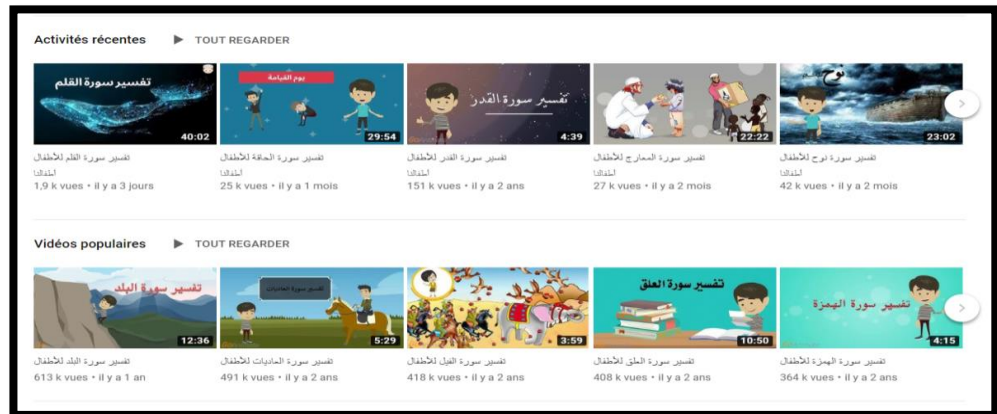 Activités récentes ▶ TOUT REGARDER
تفسير سورة القلم
40:02
يوم القيامة
29:54
تفسير سورة القدر
4:39
22:22
نوح
23:02
تفسير سورة القلم للأطفال
أطفالنا
1,9 k vues • il y a 3 jours
تفسير سورة الحاقة للأطفال
أطفالنا
25 k vues • il y a 1 mois
تفسير سورة القدر للأطفال
أطفالنا
151 k vues • il y a 2 ans
تفسير سورة المعارج للأطفال
أطفالنا
27 k vues • il y a 2 mois
تفسير سورة نوح للأطفال
أطفالنا
42 k vues • il y a 2 mois
Vidéos populaires ▶ TOUT REGARDER
تفسير سورة البلد
12:36
تفسير سورة العاديات
5:29
3:59
تفسير سورة العلق
10:50
تفسير سورة الهمزة
4:15
تفسير سورة البلد للأطفال
613 k vues • il y a 1 an
تفسير سورة العاديات للأطفال
491 k vues • il y a 2 ans
تفسير سورة الفيل للأطفال
418 k vues • il y a 2 ans
تفسير سورة العلق للأطفال
408 k vues • il y a 2 ans
تفسير سورة الهمزة للأطفال
364 k vues • il y a 2 ans